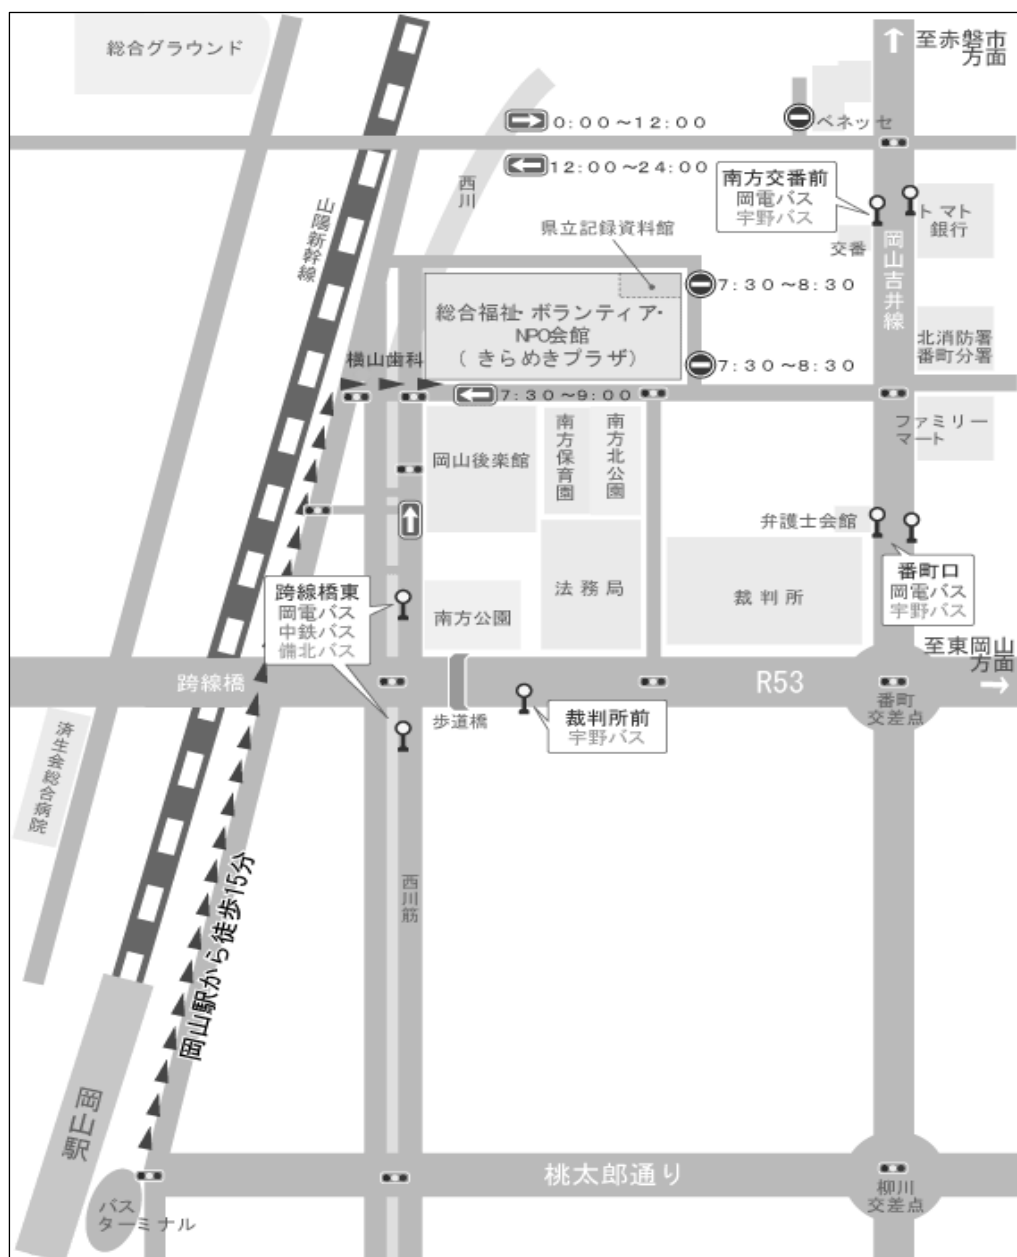 総合グラウンド
至赤磐市
方面
0:00～12:00
ベネッセ
12:00～24:00
西川
南方交番前
岡電バス
宇野バス
山陽新幹線
トマト
銀行
県立記録資料館
交番
岡山吉井線
7:30～8:30
総合福祉・ボランティア・
NPO会館
(きらめきプラザ)
北消防署
番町分署
横山歯科
7:30～8:30
7:30～9:00
ファミリー
マート
岡山後楽館
南方保育園
南方北公園
弁護士会館
番町口
岡電バス
宇野バス
跨線橋東
岡電バス
中鉄バス
備北バス
南方公園
法務局
裁判所
至東岡山
方面
跨線橋
R53
番町
交差点
歩道橋
裁判所前
宇野バス
済生会総合病院
岡山駅から徒歩15分
西川筋
岡山駅
桃太郎通り
柳川
交差点
バス
ターミナル